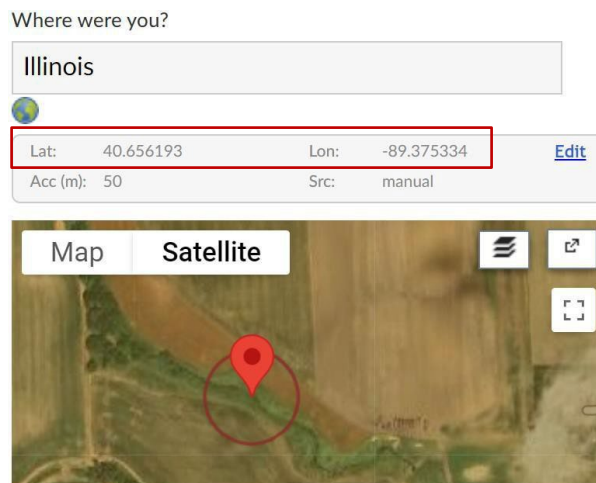 Where were you?
Illinois
Lat: 40.656193 Lon: -89.375334 Edit
Acc (m): 50 Src: manual
Map Satellite